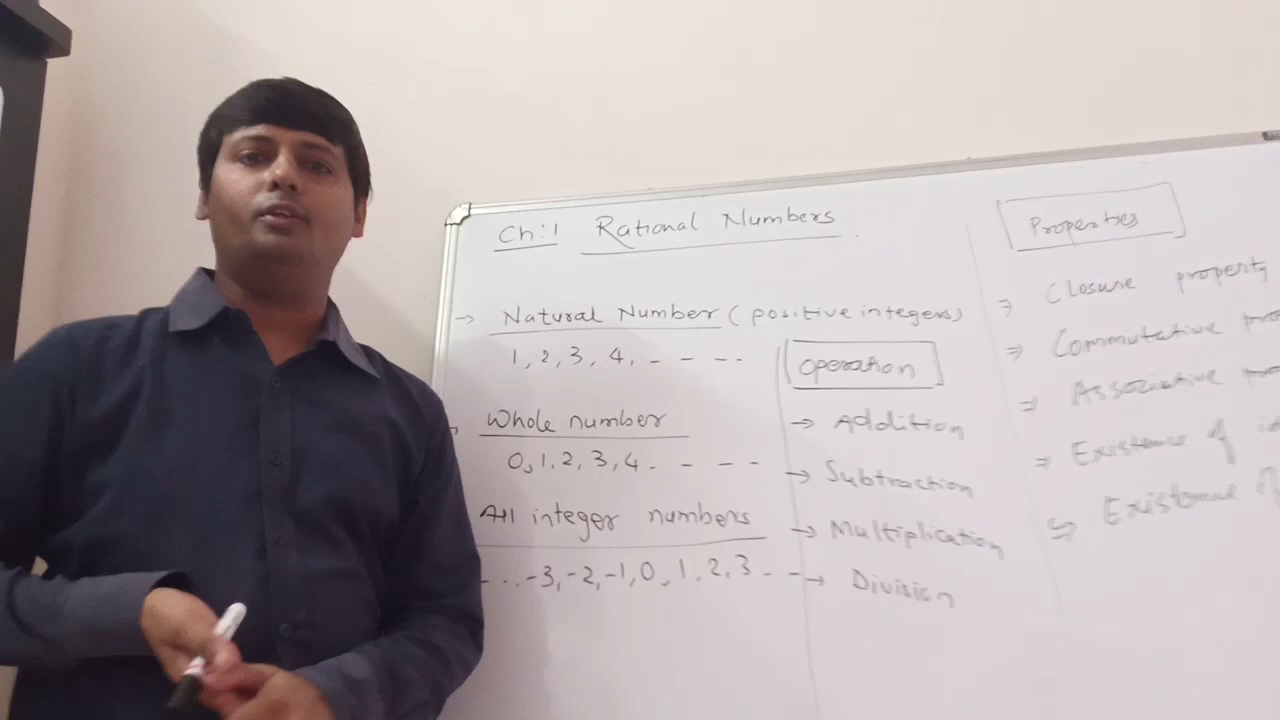 Ch:1 Rational Numbers
→ Natural Number (positive integers)
1, 2, 3, 4, - - - -
Whole number
0, 1, 2, 3, 4 - - - -
All integer numbers
- .., -3, -2, -1, 0, 1, 2, 3 - -
Operation
→ Addition
→ Subtraction
→ Multiplication
→ Division
Properties
⇒ Closure property
⇒ Commutative
⇒ Associative
⇒ Existence of
⇒ Existence of